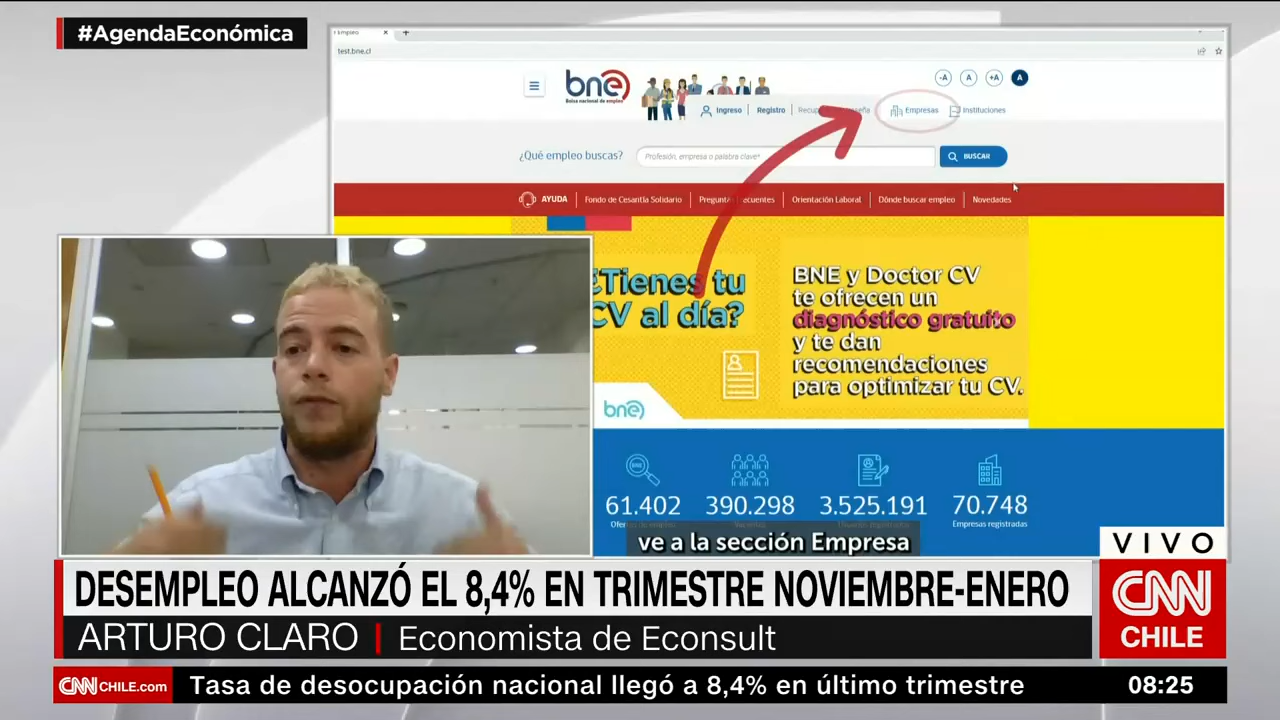 #AgendaEconómica
Empleo
test.bne.cl
bne
Bolsa nacional de empleo
-A A +A A
Ingreso Registro Empresas Instituciones
¿Qué empleo buscas? Profesión, empresa o palabra clave* BUSCAR
AYUDA Fondo de Cesantía Solidario Orientación Laboral Dónde buscar empleo Novedades
¿Tienes tu
CV al día?
BNE y Doctor CV
te ofrecen un
diagnóstico gratuito
y te dan
recomendaciones
para optimizar tu CV.
bne
61.402 390.298 3.525.191 70.748
Empresas registradas
ve a la sección Empresa
VIVO
DESEMPLEO ALCANZÓ EL 8,4% EN TRIMESTRE NOVIEMBRE-ENERO
ARTURO CLARO | Economista de Econsult
CNN
CHILE
CNNCHILE.com Tasa de desocupación nacional llegó a 8,4% en último trimestre 08:25